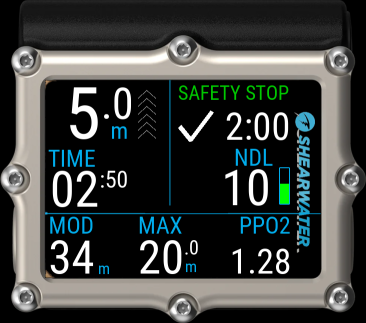 5.0 m
SAFETY STOP
2:00
TIME
02:50
NDL
10
MOD
34 m
MAX
20.0 m
PPO2
1.28
SHEARWATER